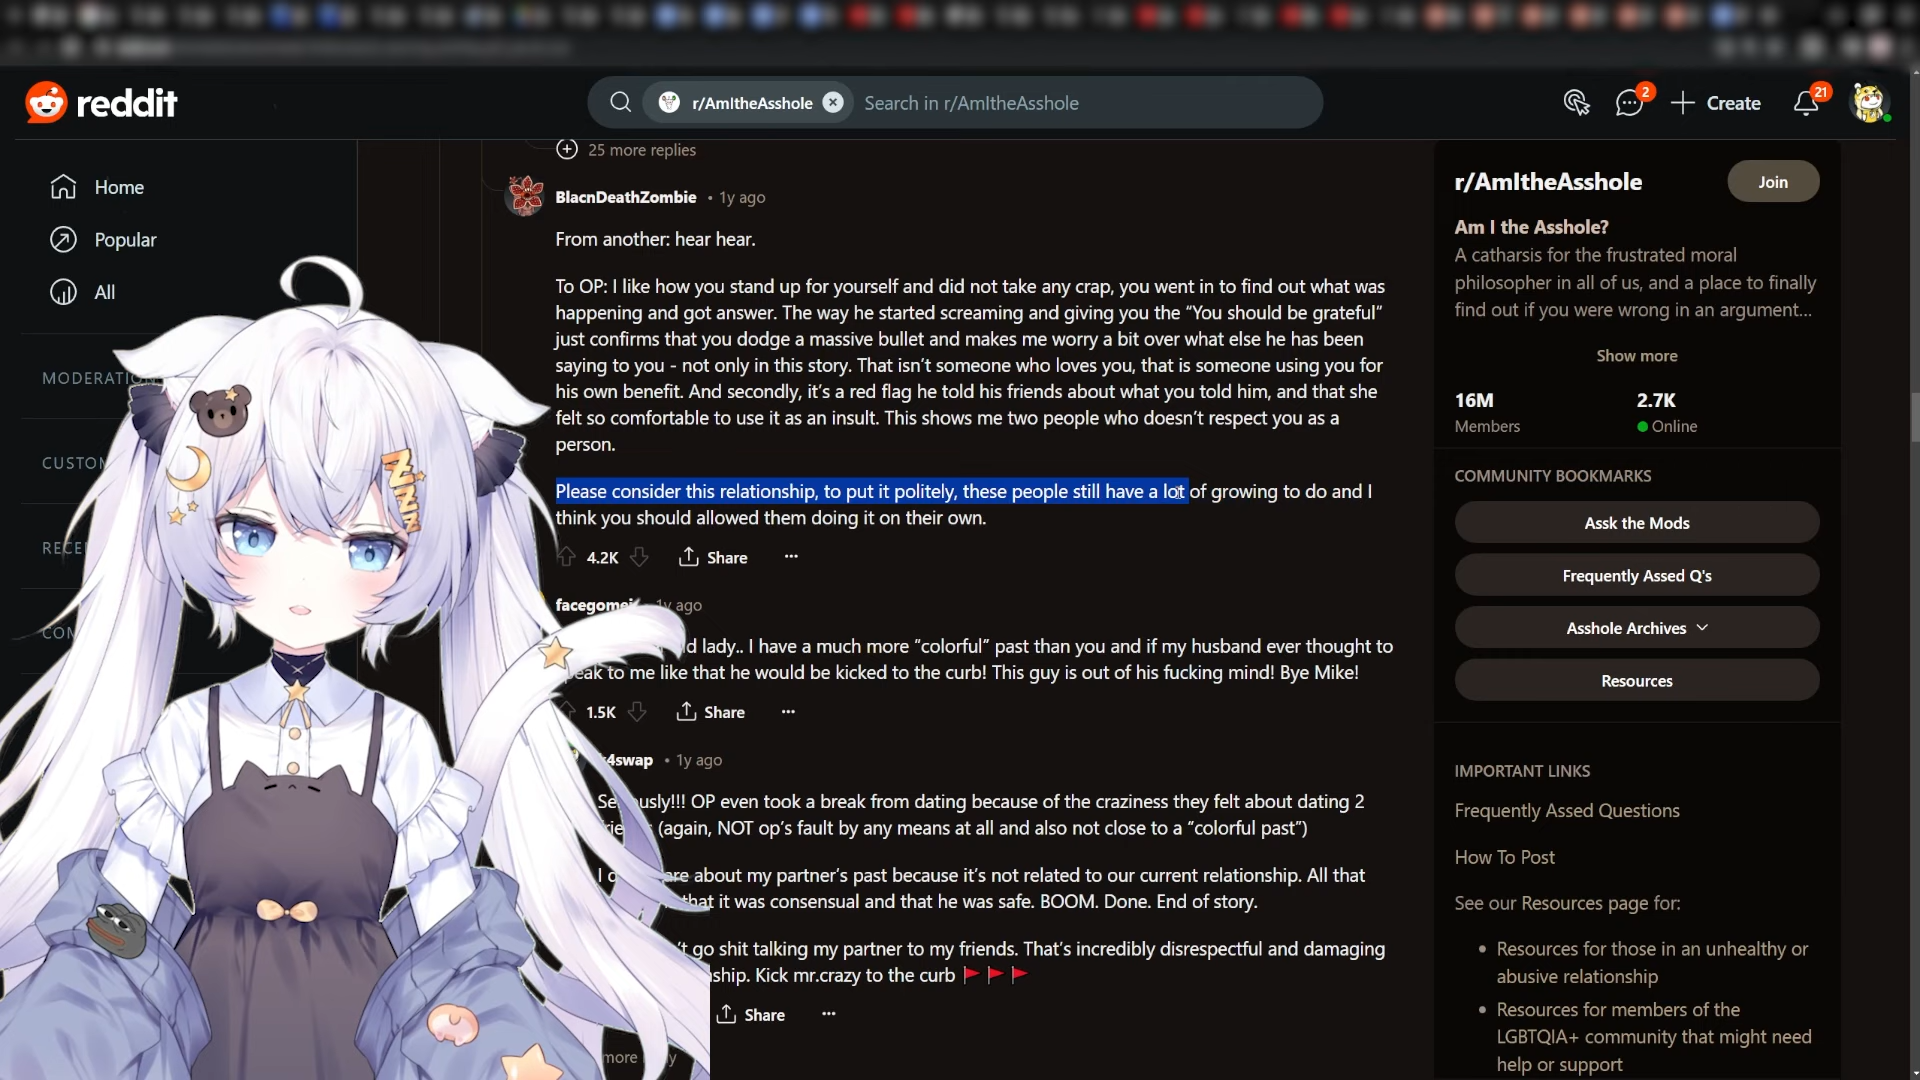 reddit
r/AmItheAsshole
Search in r/AmItheAsshole
2
Create
21
Home
Popular
All
25 more replies
BlacnDeathZombie • 1y ago
From another: hear hear.
To OP: I like how you stand up for yourself and did not take any crap, you went in to find out what was
happening and got answer. The way he started screaming and giving you the “You should be grateful”
just confirms that you dodge a massive bullet and makes me worry a bit over what else he has been
saying to you - not only in this story. That isn’t someone who loves you, that is someone using you for
his own benefit. And secondly, it’s a red flag he told his friends about what you told him, and that she
felt so comfortable to use it as an insult. This shows me two people who doesn’t respect you as a
person.
Please consider this relationship, to put it politely, these people still have a lot of growing to do and I
think you should allowed them doing it on their own.
4.2K
Share
1y ago
lady.. I have a much more “colorful” past than you and if my husband ever thought to
to me like that he would be kicked to the curb! This guy is out of his fucking mind! Bye Mike!
1.5K
Share
• 1y ago
OP even took a break from dating because of the craziness they felt about dating 2
(again, NOT op’s fault by any means at all and also not close to a “colorful past”)
about my partner’s past because it’s not related to our current relationship. All that
that it was consensual and that he was safe. BOOM. Done. End of story.
go shit talking my partner to my friends. That’s incredibly disrespectful and damaging
Kick mr.crazy to the curb 🚩🚩🚩
Share
more
r/AmItheAsshole
Join
Am I the Asshole?
A catharsis for the frustrated moral
philosopher in all of us, and a place to finally
find out if you were wrong in an argument...
Show more
16M
2.7K
Members
Online
COMMUNITY BOOKMARKS
Assk the Mods
Frequently Assed Q's
Asshole Archives
Resources
IMPORTANT LINKS
Frequently Assed Questions
How To Post
See our Resources page for:
• Resources for those in an unhealthy or
abusive relationship
• Resources for members of the
LGBTQIA+ community that might need
help or support